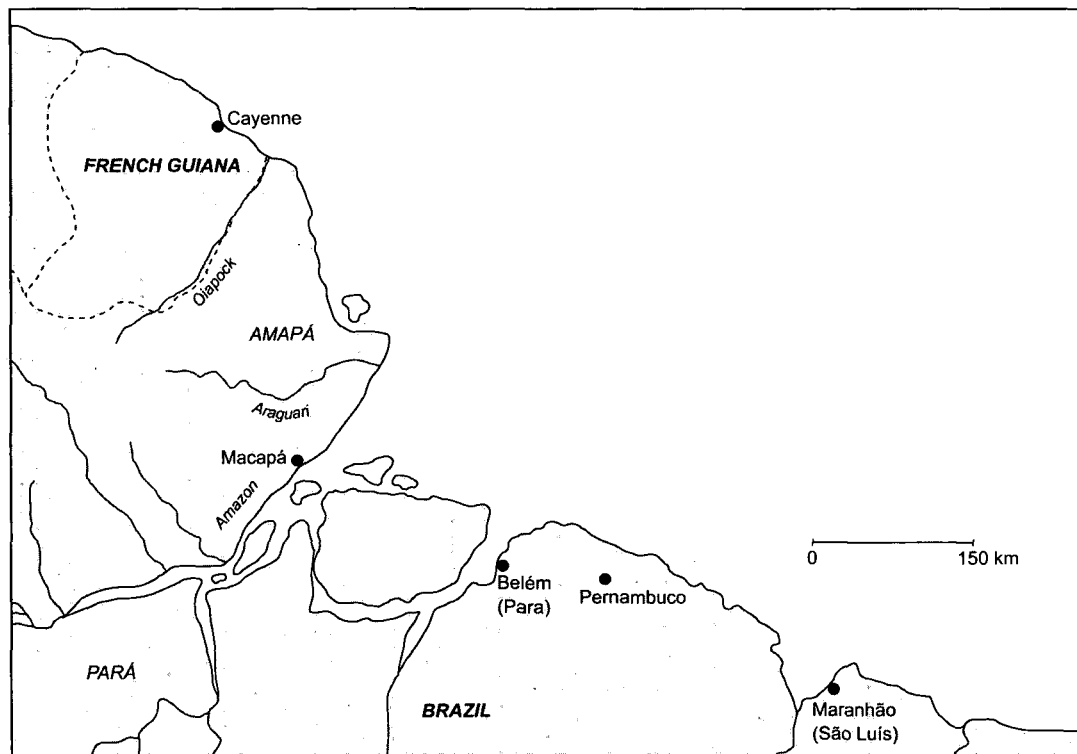 Cayenne
FRENCH GUIANA
Oiapock
AMAPÁ
Araguari
Macapá
Amazon
0 150 km
Belém
(Para)
Pernambuco
PARÁ
BRAZIL
Maranhão
(São Luís)